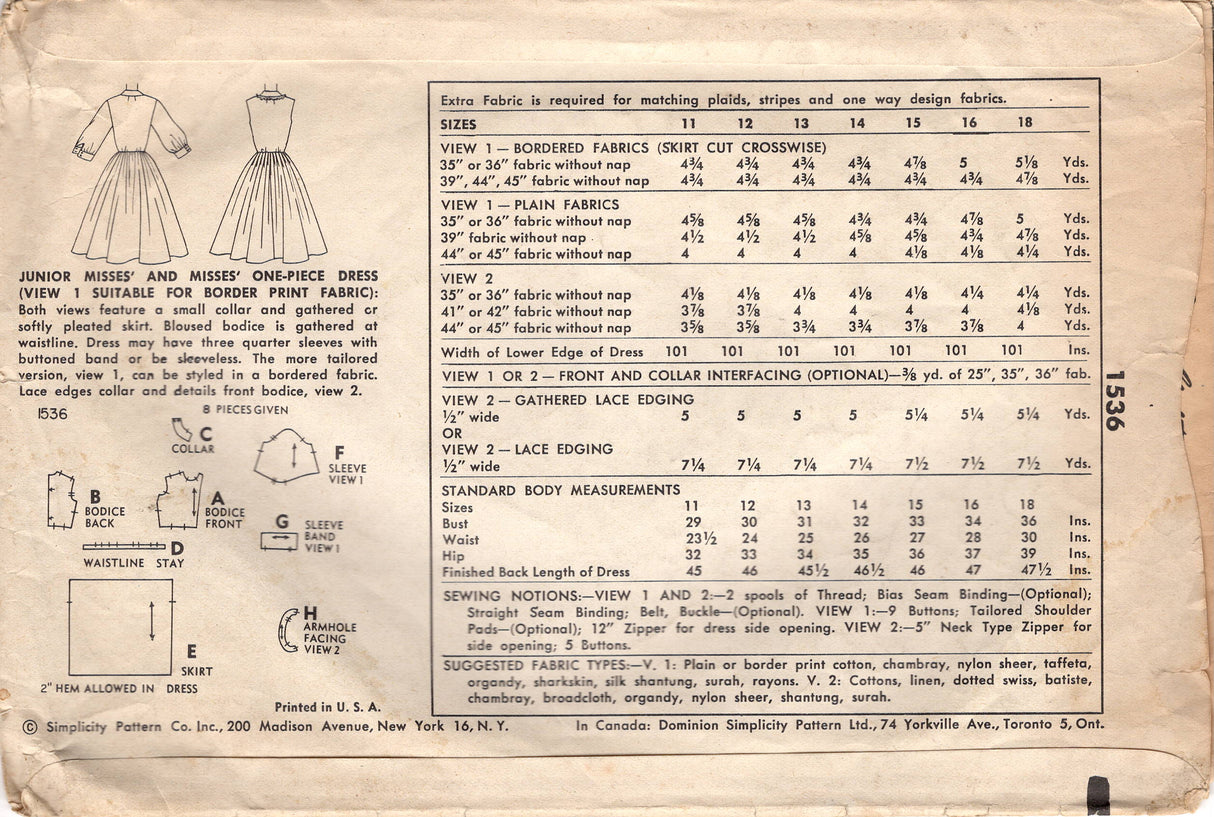 JUNIOR MISSES' AND MISSES' ONE-PIECE DRESS
(VIEW 1 SUITABLE FOR BORDER PRINT FABRIC):
Both views feature a small collar and gathered or
softly pleated skirt. Bloused bodice is gathered at
waistline. Dress may have three quarter sleeves with
buttoned band or be sleeveless. The more tailored
version, view 1, can be styled in a bordered fabric.
Lace edges collar and details front bodice, view 2.
1536
8 PIECES GIVEN
C
COLLAR
F
SLEEVE
VIEW 1
B
BODICE
BACK
A
BODICE
FRONT
G
SLEEVE
BAND
VIEW 1
D
WAISTLINE STAY
H
ARMHOLE
FACING
VIEW 2
E
SKIRT
2" HEM ALLOWED IN DRESS
Printed in U. S. A.
Extra Fabric is required for matching plaids, stripes and one way design fabrics.
SIZES 11 12 13 14 15 16 18
VIEW 1 — BORDERED FABRICS (SKIRT CUT CROSSWISE)
35" or 36" fabric without nap 4¾ 4¾ 4¾ 4¾ 4⅞ 5 5⅛ Yds.
39", 44", 45" fabric without nap 4¾ 4¾ 4¾ 4¾ 4¾ 4¾ 4⅞ Yds.
VIEW 1 — PLAIN FABRICS
35" or 36" fabric without nap 4⅝ 4⅝ 4⅝ 4¾ 4¾ 4⅞ 5 Yds.
39" fabric without nap 4½ 4½ 4½ 4⅝ 4⅝ 4¾ 4⅞ Yds.
44" or 45" fabric without nap 4 4 4 4 4⅛ 4⅛ 4¼ Yds.
VIEW 2
35" or 36" fabric without nap 4⅛ 4⅛ 4⅛ 4⅛ 4⅛ 4¼ 4¼ Yds.
41" or 42" fabric without nap 3⅞ 3⅞ 4 4 4 4 4⅛ Yds.
44" or 45" fabric without nap 3⅝ 3⅝ 3¾ 3¾ 3⅞ 3⅞ 4 Yds.
Width of Lower Edge of Dress 101 101 101 101 101 101 101 Ins.
VIEW 1 OR 2 — FRONT AND COLLAR INTERFACING (OPTIONAL)—⅜ yd. of 25", 35", 36" fab.
VIEW 2 — GATHERED LACE EDGING
½" wide 5 5 5 5 5¼ 5¼ 5¼ Yds.
OR
VIEW 2 — LACE EDGING
½" wide 7¼ 7¼ 7¼ 7¼ 7½ 7½ 7½ Yds.
STANDARD BODY MEASUREMENTS
Sizes 11 12 13 14 15 16 18
Bust 29 30 31 32 33 34 36 Ins.
Waist 23½ 24 25 26 27 28 30 Ins.
Hip 32 33 34 35 36 37 39 Ins.
Finished Back Length of Dress 45 46 45½ 46½ 46 47 47½ Ins.
SEWING NOTIONS:—VIEW 1 AND 2:—2 spools of Thread; Bias Seam Binding—(Optional);
Straight Seam Binding; Belt, Buckle—(Optional). VIEW 1:—9 Buttons; Tailored Shoulder
Pads—(Optional); 12" Zipper for dress side opening. VIEW 2:—5" Neck Type Zipper for
side opening; 5 Buttons.
SUGGESTED FABRIC TYPES:—V. 1: Plain or border print cotton, chambray, nylon sheer, taffeta,
organdy, sharkskin, silk shantung, surah, rayons. V. 2: Cottons, linen, dotted swiss, batiste,
chambray, broadcloth, organdy, nylon sheer, shantung, surah.
1536
© Simplicity Pattern Co. Inc., 200 Madison Avenue, New York 16, N. Y. In Canada: Dominion Simplicity Pattern Ltd., 74 Yorkville Ave., Toronto 5, Ont.